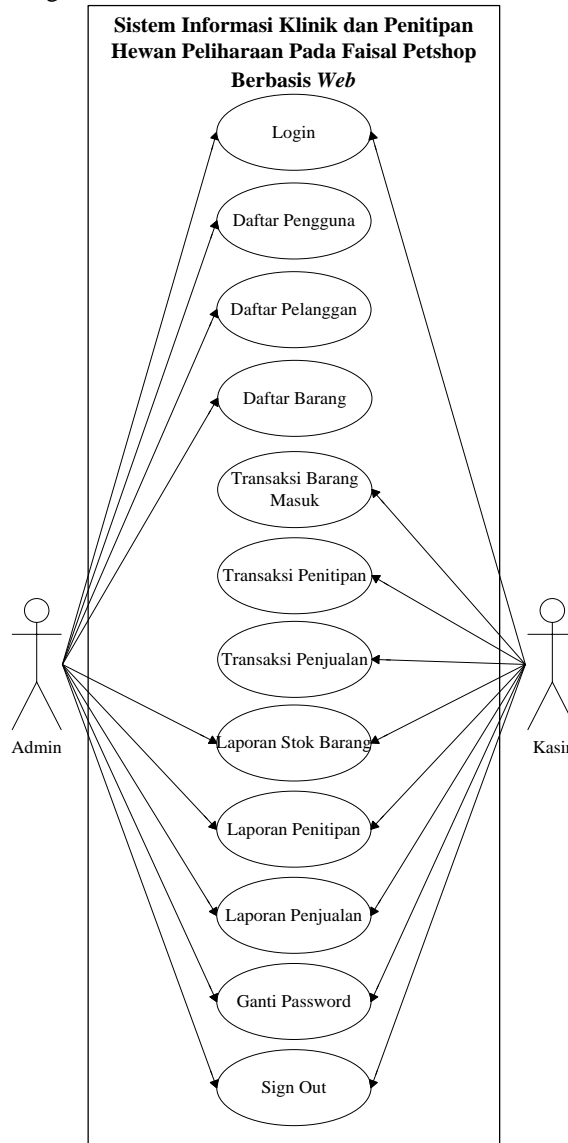 Sistem Informasi Klinik dan Penitipan
Hewan Peliharaan Pada Faisal Petshop
Berbasis Web
Login
Daftar Pengguna
Daftar Pelanggan
Daftar Barang
Transaksi Barang
Masuk
Transaksi Penitipan
Transaksi Penjualan
Laporan Stok Barang
Admin
Kasir
Laporan Penitipan
Laporan Penjualan
Ganti Password
Sign Out